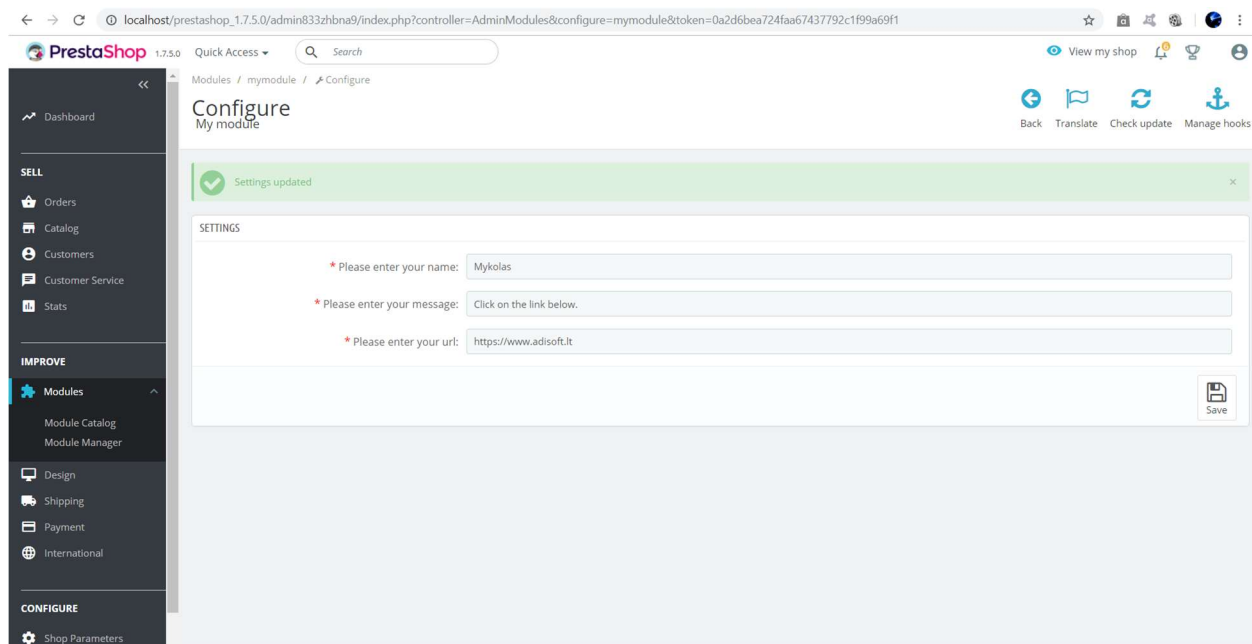 localhost/prestashop_1.7.5.0/admin833zhbna9/index.php?controller=AdminModules&configure=mymodule&token=0a2d6bea724faa67437792c1f99a69f1
PrestaShop 1.7.5.0 Quick Access Search View my shop 6
Modules / mymodule / Configure
Configure
My module
Back Translate Check update Manage hooks
Dashboard
SELL
Orders
Catalog
Customers
Customer Service
Stats
IMPROVE
Modules
Module Catalog
Module Manager
Design
Shipping
Payment
International
CONFIGURE
Shop Parameters
Settings updated ×
SETTINGS
* Please enter your name: Mykolas
* Please enter your message: Click on the link below.
* Please enter your url: https://www.adisoft.lt
Save